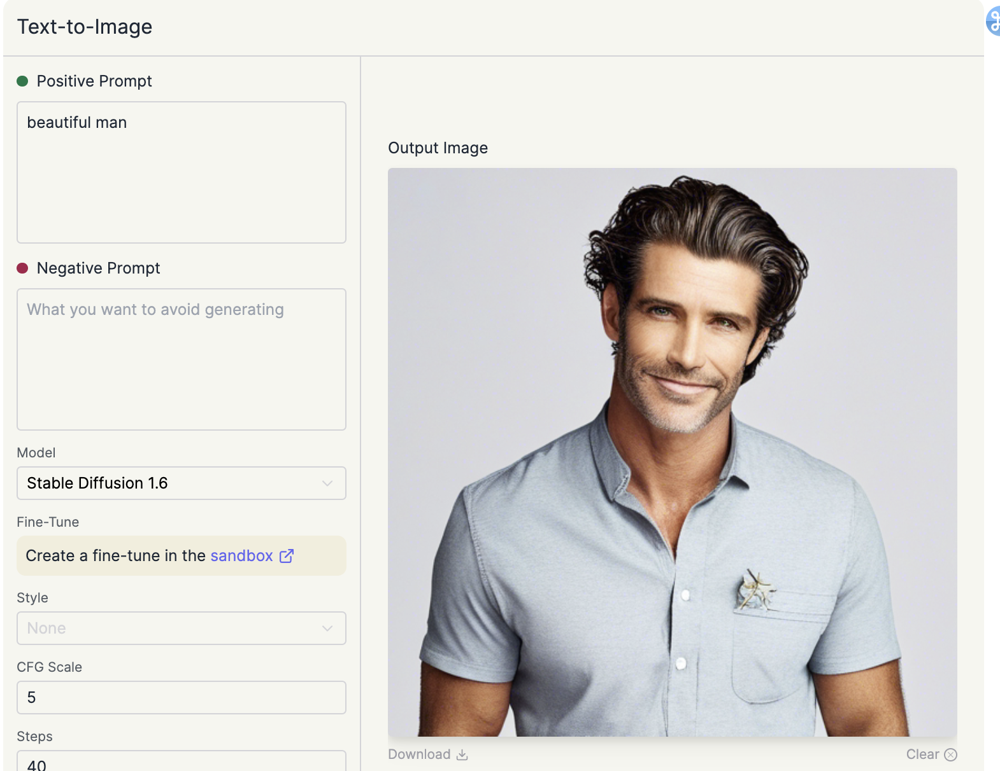 Text-to-Image
Positive Prompt
beautiful man
Negative Prompt
What you want to avoid generating
Model
Stable Diffusion 1.6
Fine-Tune
Create a fine-tune in the sandbox
Style
None
CFG Scale
5
Steps
40
Output Image
Download
Clear